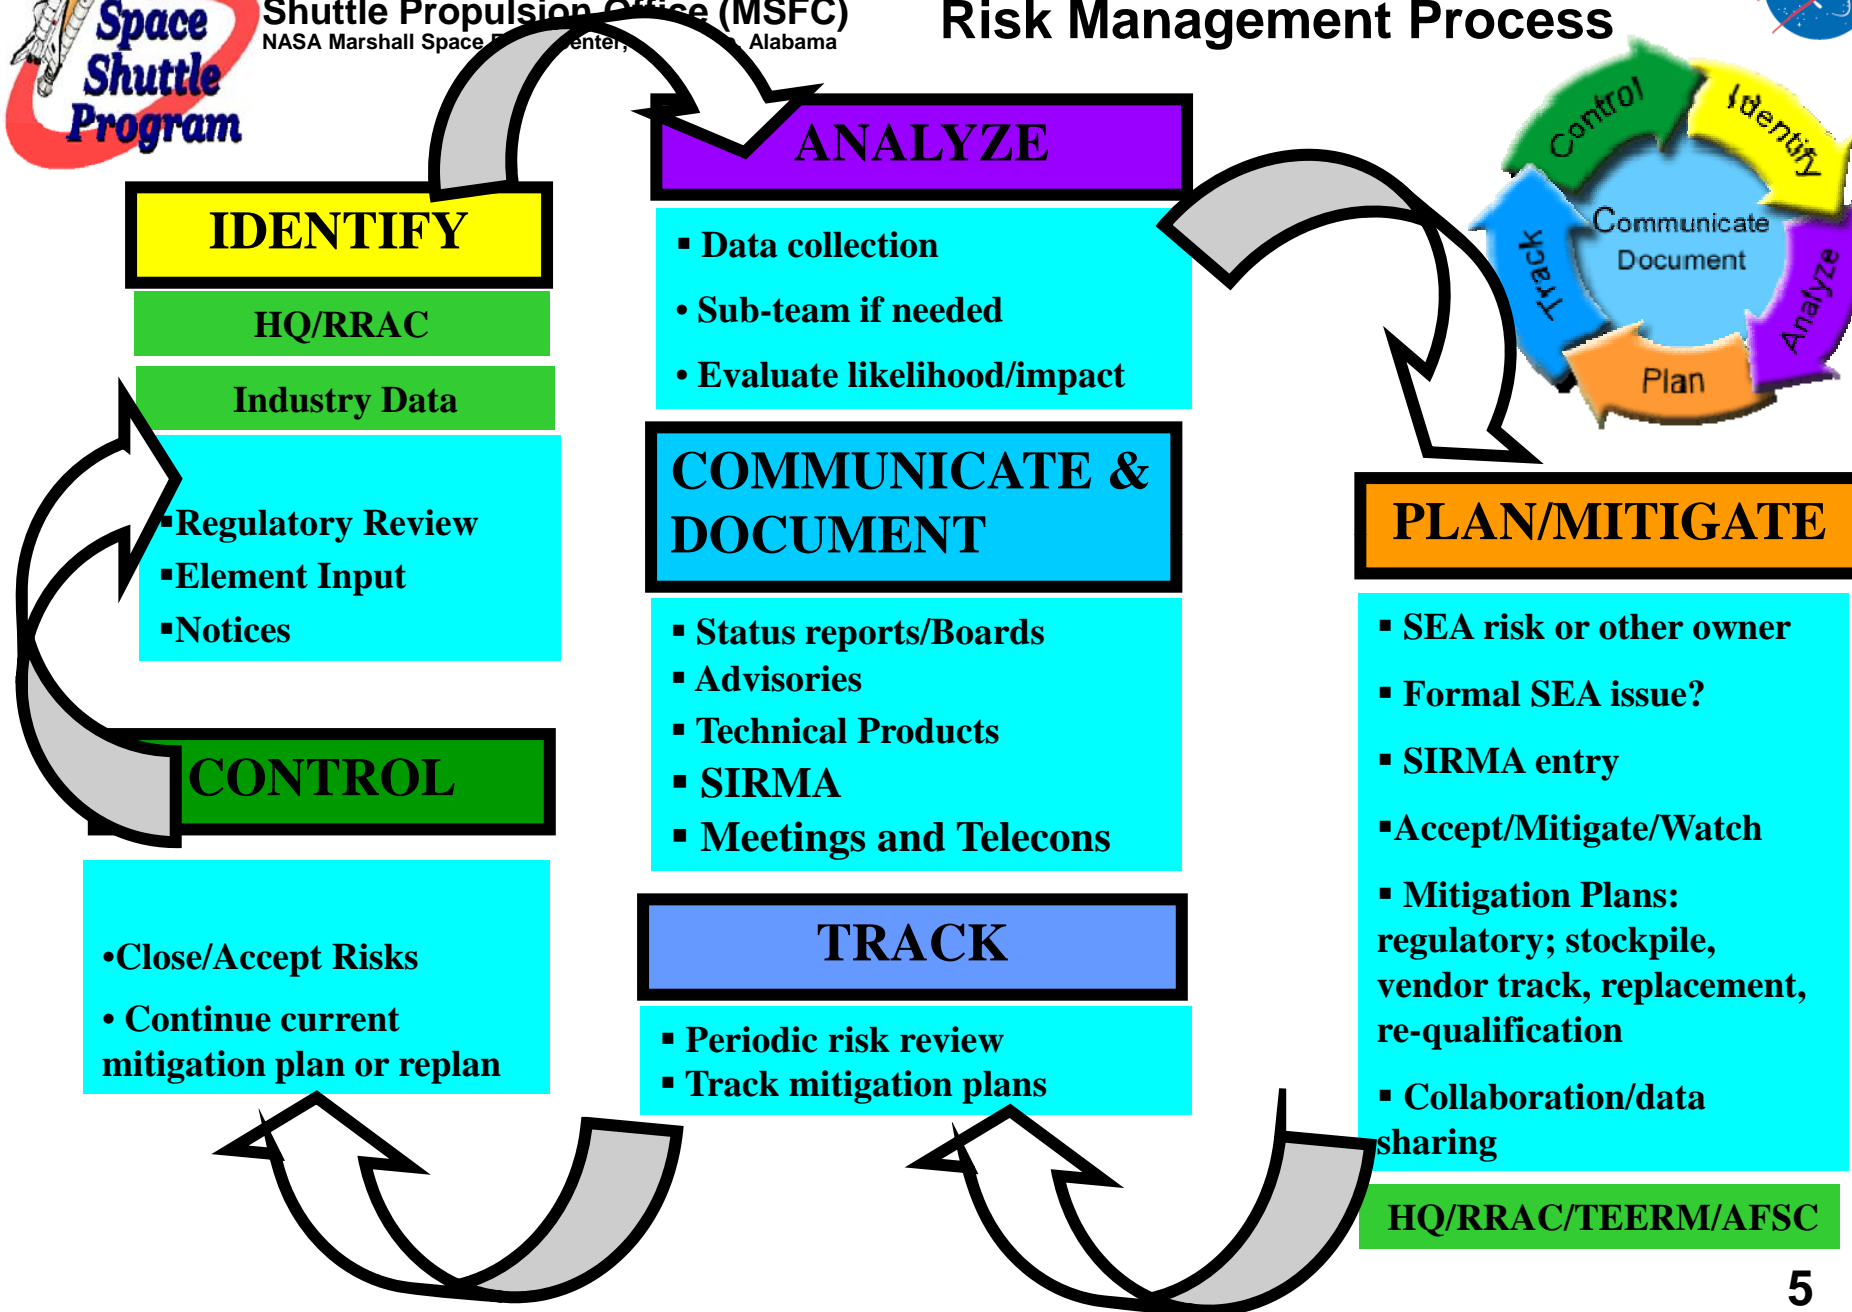 Space
Shuttle
Program
Shuttle Propulsion Office (MSFC)
NASA Marshall Space Alabama
Risk Management Process
Control
Identify
Analyze
Plan
Track
Communicate
Document
IDENTIFY
HQ/RRAC
Industry Data
▪Regulatory Review
▪Element Input
▪Notices
ANALYZE
▪ Data collection
• Sub-team if needed
• Evaluate likelihood/impact
COMMUNICATE &
DOCUMENT
▪ Status reports/Boards
▪ Advisories
▪ Technical Products
▪ SIRMA
▪ Meetings and Telecons
PLAN/MITIGATE
▪ SEA risk or other owner
▪ Formal SEA issue?
▪ SIRMA entry
▪Accept/Mitigate/Watch
▪ Mitigation Plans:
regulatory; stockpile,
vendor track, replacement,
re-qualification
▪ Collaboration/data
sharing
HQ/RRAC/TEERM/AFSC
CONTROL
•Close/Accept Risks
• Continue current
mitigation plan or replan
TRACK
▪ Periodic risk review
▪ Track mitigation plans
5